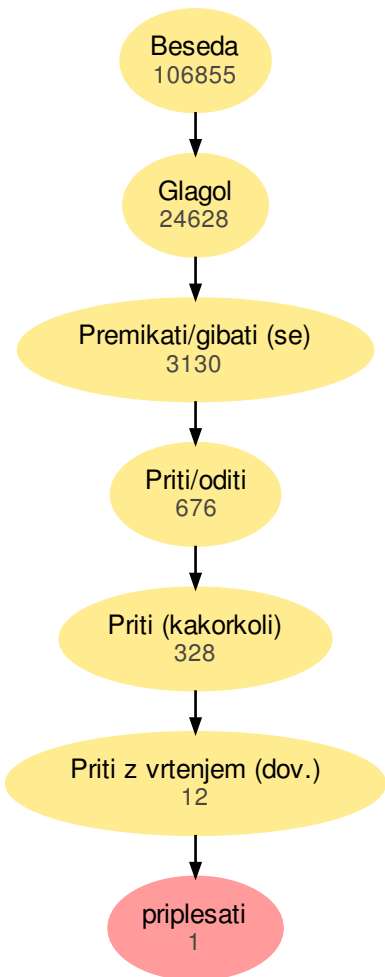 Beseda
106855
Glagol
24628
Premikati/gibati (se)
3130
Priti/oditi
676
Priti (kakorkoli)
328
Priti z vrtenjem (dov.)
12
priplesati
1